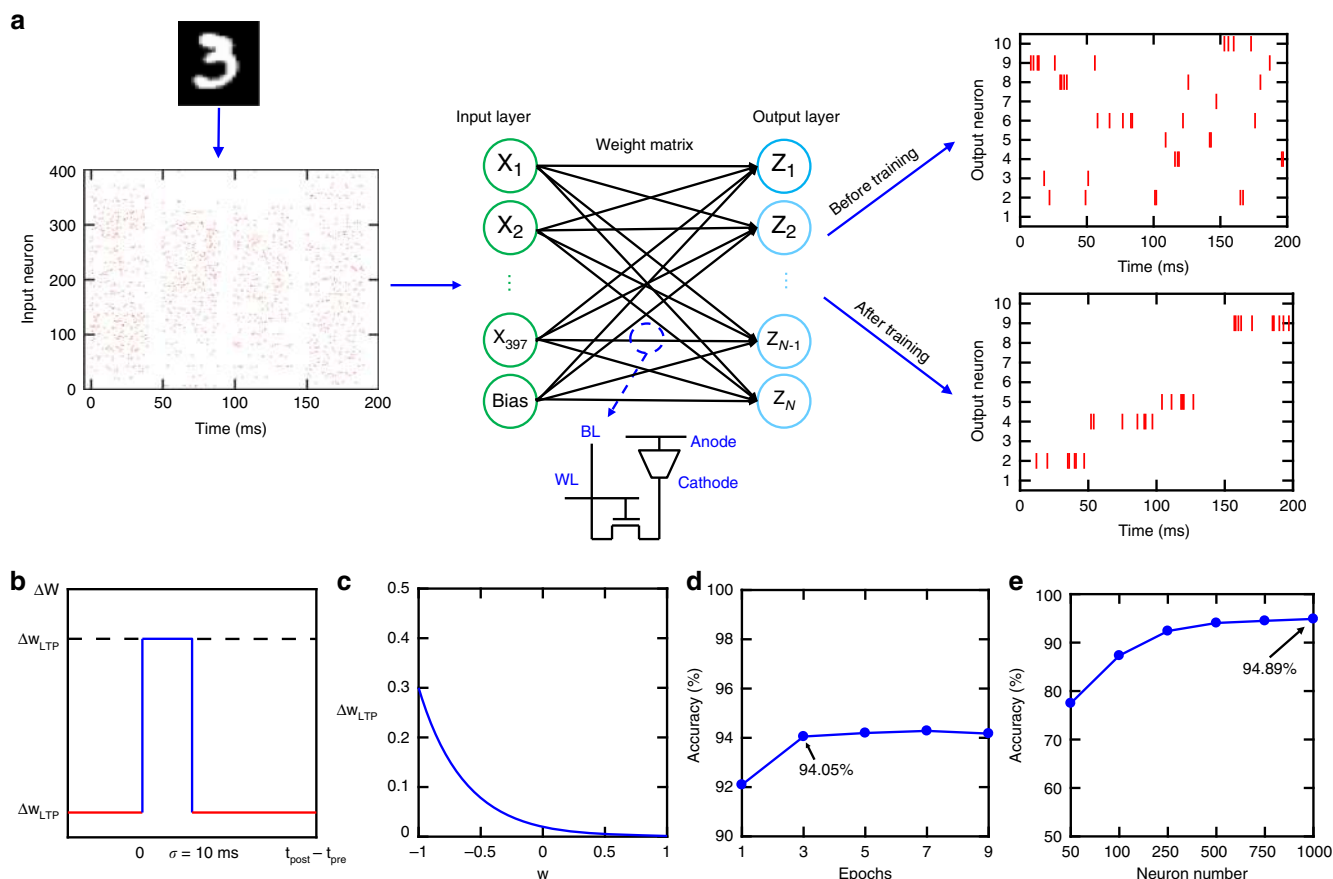 a
Input layer
Output layer
Weight matrix
X1
X2
X397
Bias
Z1
Z2
ZN-1
ZN
Before training
After training
BL
WL
Anode
Cathode
Input neuron
400
300
200
100
0
0 50 100 150 200
Time (ms)
Output neuron
10
9
8
7
6
5
4
3
2
1
0 50 100 150 200
Time (ms)
Output neuron
10
9
8
7
6
5
4
3
2
1
0 50 100 150 200
Time (ms)
b
ΔW
ΔwLTP
ΔwLTP
0 σ = 10 ms tpost – tpre
c
ΔwLTP
0.5
0.4
0.3
0.2
0.1
0
–1 –0.5 0 0.5 1
w
d
Accuracy (%)
100
98
96
94
92
90
94.05%
1 3 5 7 9
Epochs
e
Accuracy (%)
100
90
80
70
60
50
94.89%
50 100 250 500 750 1000
Neuron number
3